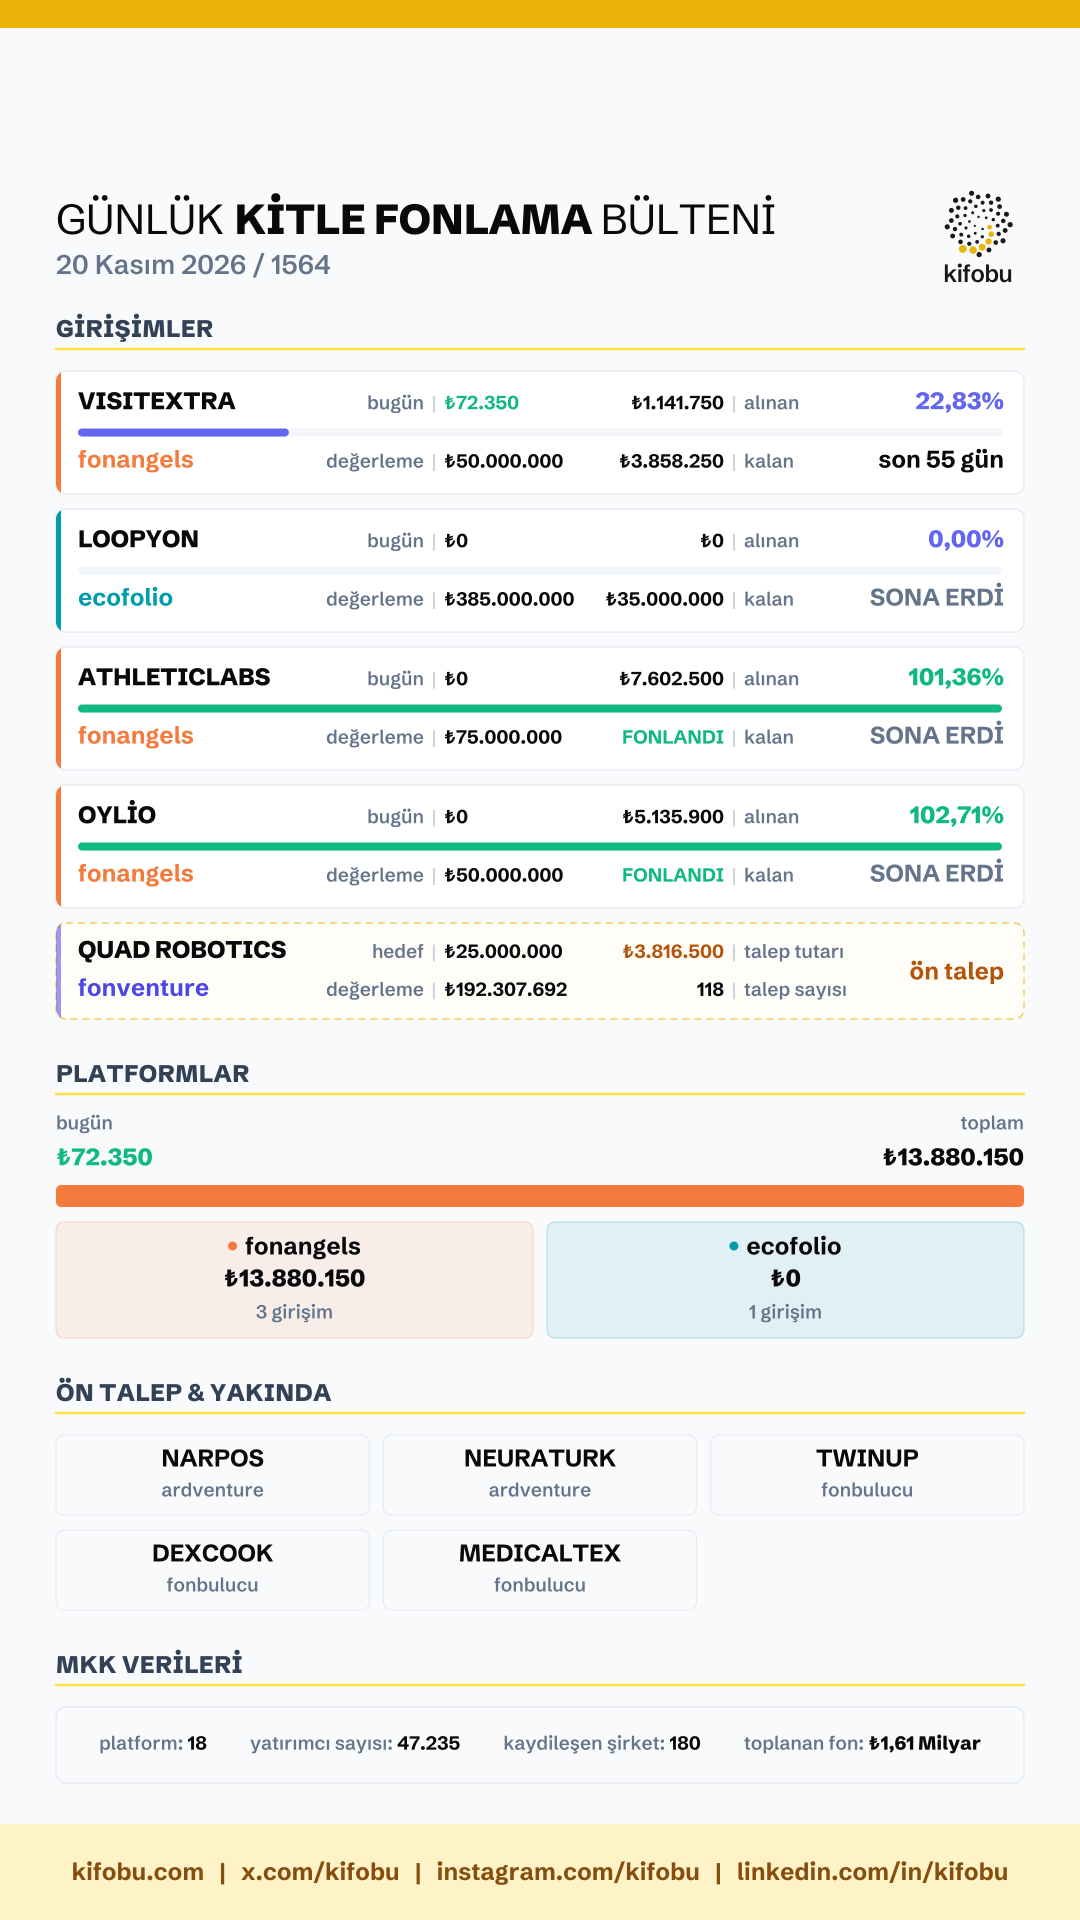 GÜNLÜK KİTLE FONLAMA BÜLTENİ
20 Kasım 2026 / 1564
kifobu
GİRİŞİMLER
VISITEXTRA bugün | ₺72.350 ₺1.141.750 | alınan 22,83%
fonangels değerleme | ₺50.000.000 ₺3.858.250 | kalan son 55 gün
LOOPYON bugün | ₺0 ₺0 | alınan 0,00%
ecofolio değerleme | ₺385.000.000 ₺35.000.000 | kalan SONA ERDİ
ATHLETICLABS bugün | ₺0 ₺7.602.500 | alınan 101,36%
fonangels değerleme | ₺75.000.000 FONLANDI | kalan SONA ERDİ
OYLİO bugün | ₺0 ₺5.135.900 | alınan 102,71%
fonangels değerleme | ₺50.000.000 FONLANDI | kalan SONA ERDİ
QUAD ROBOTICS hedef | ₺25.000.000 ₺3.816.500 | talep tutarı ön talep
fonventure değerleme | ₺192.307.692 118 | talep sayısı
PLATFORMLAR
bugün toplam
₺72.350 ₺13.880.150
• fonangels • ecofolio
₺13.880.150 ₺0
3 girişim 1 girişim
ÖN TALEP & YAKINDA
NARPOS NEURATURK TWINUP
ardventure ardventure fonbulucu
DEXCOOK MEDICALTEX
fonbulucu fonbulucu
MKK VERİLERİ
platform: 18 yatırımcı sayısı: 47.235 kaydileşen şirket: 180 toplanan fon: ₺1,61 Milyar
kifobu.com | x.com/kifobu | instagram.com/kifobu | linkedin.com/in/kifobu